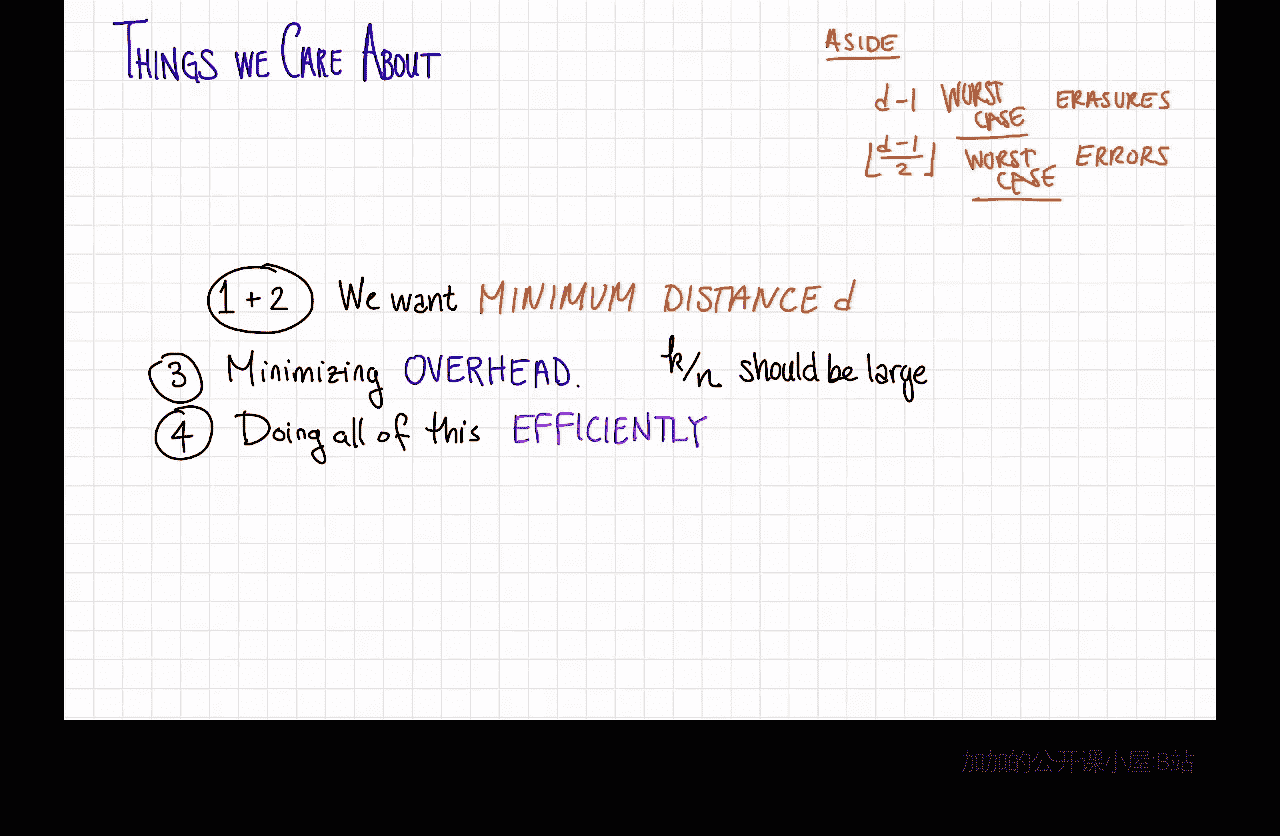 THINGS WE CARE ABOUT
ASIDE
d-1 WORST CASE ERASURES
⌊(d-1)/2⌋ WORST CASE ERRORS
1+2 We want MINIMUM DISTANCE d
3 Minimizing OVERHEAD. k/n should be large
4 Doing all of this EFFICIENTLY
加加的公开课小屋:B站